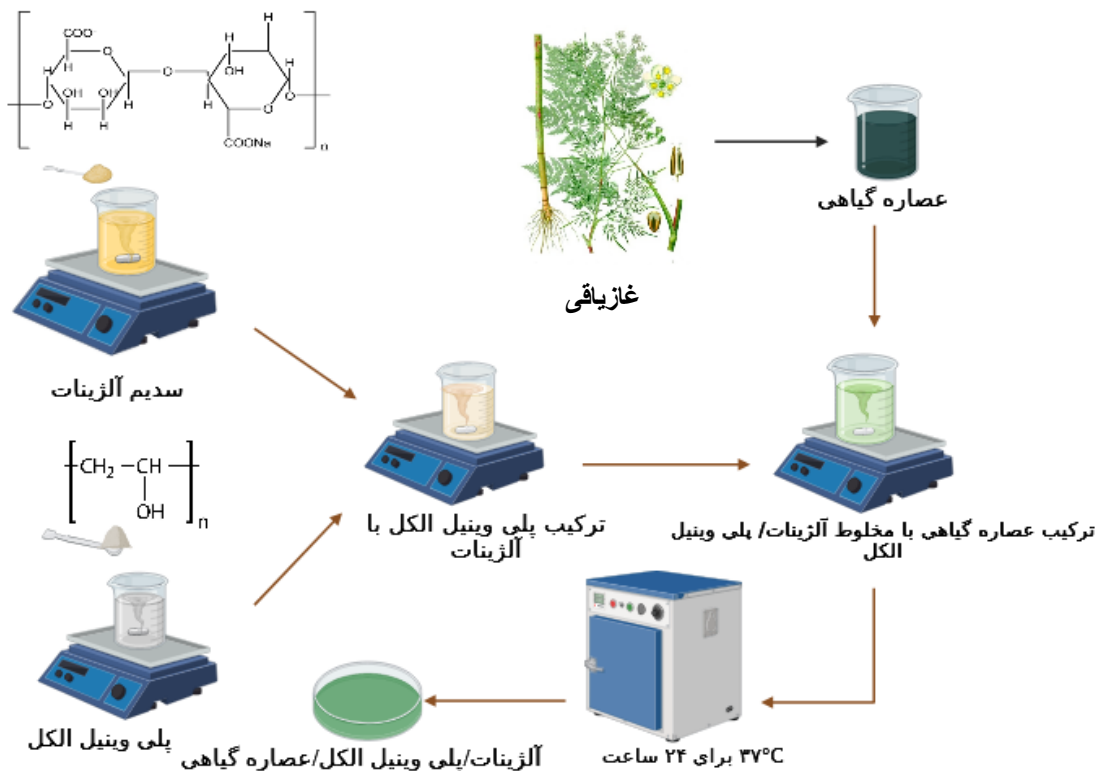 COO
H
O
H
H
H
OH
OH
H
H
O
O
H
H
OH
H
H
O
O
COONa
n
سدیم آلژینات
غازیاقی
عصاره گیاهی
CH₂ – CH
OH
n
ترکیب پلی وینیل الکل با
آلژینات
ترکیب عصاره گیاهی با مخلوط آلژینات/ پلی وینیل
الکل
پلی وینیل الکل
آلژینات/پلی وینیل الکل/عصاره گیاهی
۳۷°C برای ۲۴ ساعت